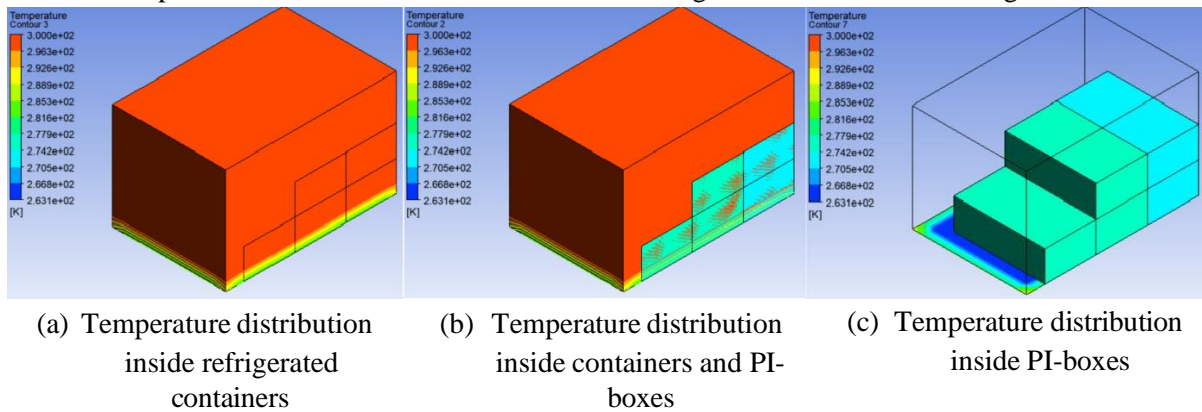 Temperature
Contour 3
3.000e+02
2.963e+02
2.926e+02
2.889e+02
2.853e+02
2.816e+02
2.779e+02
2.742e+02
2.705e+02
2.668e+02
2.631e+02
[K]
Temperature
Contour 2
3.000e+02
2.963e+02
2.926e+02
2.889e+02
2.853e+02
2.816e+02
2.779e+02
2.742e+02
2.705e+02
2.668e+02
2.631e+02
[K]
Temperature
Contour 7
3.000e+02
2.963e+02
2.926e+02
2.889e+02
2.853e+02
2.816e+02
2.779e+02
2.742e+02
2.705e+02
2.668e+02
2.631e+02
[K]
(a) Temperature distribution
inside refrigerated
containers
(b) Temperature distribution
inside containers and PI-
boxes
(c) Temperature distribution
inside PI-boxes